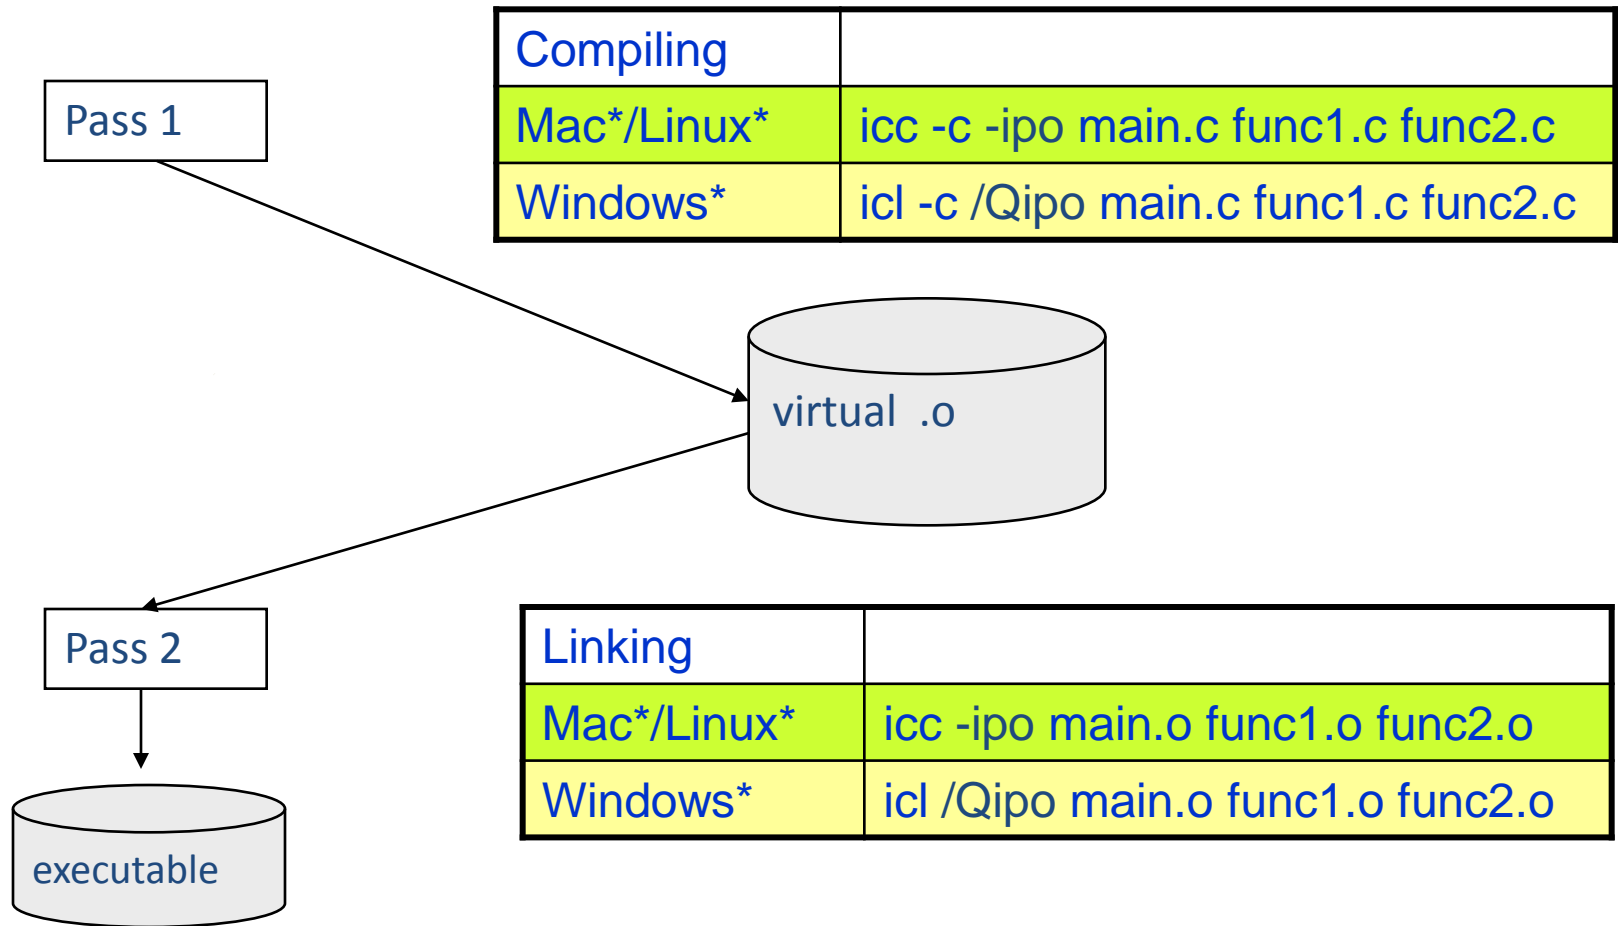 Compiling
Pass 1
Mac*/Linux* icc -c -ipo main.c func1.c func2.c
Windows* icl -c /Qipo main.c func1.c func2.c
virtual .o
Pass 2
Linking
Mac*/Linux* icc -ipo main.o func1.o func2.o
Windows* icl /Qipo main.o func1.o func2.o
executable